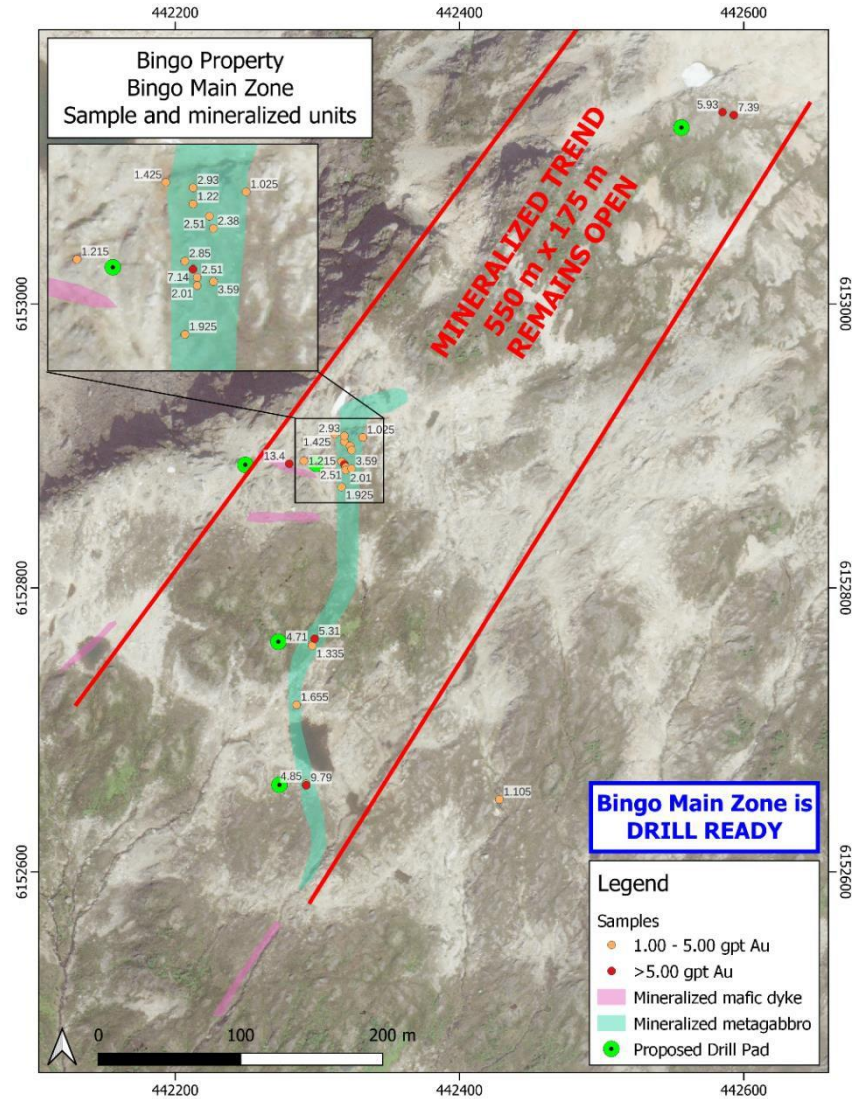 442200
442400
442600
Bingo Property
Bingo Main Zone
Sample and mineralized units
1.425
2.93
1.025
1.22
2.51
2.38
1.215
2.85
2.51
7.14
3.59
2.01
1.925
MINERALIZED TREND
550 m x 175 m
REMAINS OPEN
5.93
7.39
6153000
6153000
2.93
1.025
1.425
13.4
1.215
3.59
2.51
2.01
1.925
6152800
6152800
4.71
5.31
1.335
1.655
4.85
9.79
1.105
Bingo Main Zone is
DRILL READY
6152600
6152600
Legend
Samples
1.00 - 5.00 gpt Au
>5.00 gpt Au
Mineralized mafic dyke
Mineralized metagabbro
Proposed Drill Pad
0
100
200 m
442200
442400
442600